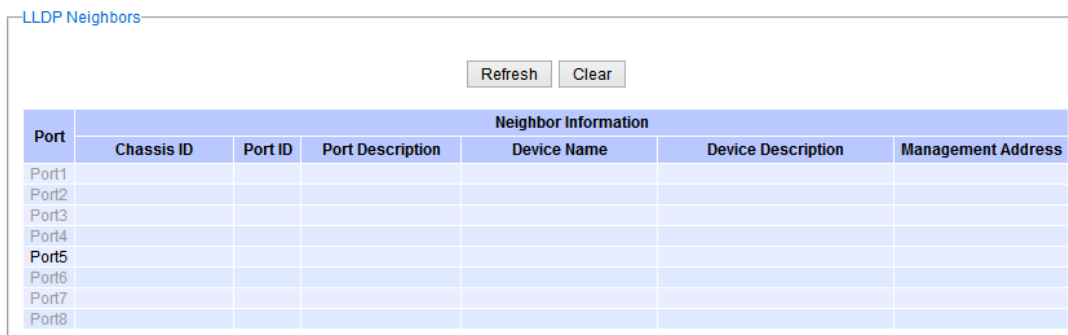 LLDP Neighbors
Refresh Clear
Port Neighbor Information
Chassis ID Port ID Port Description Device Name Device Description Management Address
Port1
Port2
Port3
Port4
Port5
Port6
Port7
Port8